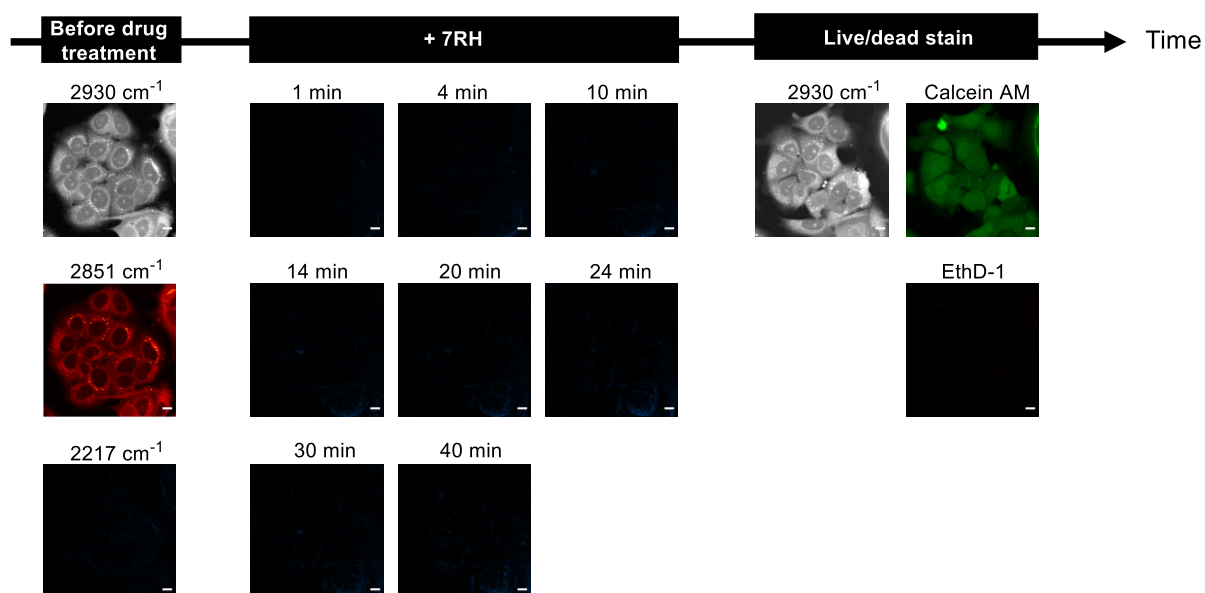 Before drug
treatment
+ 7RH
Live/dead stain
Time
2930 cm-1
1 min
4 min
10 min
2930 cm-1
Calcein AM
2851 cm-1
14 min
20 min
24 min
EthD-1
2217 cm-1
30 min
40 min